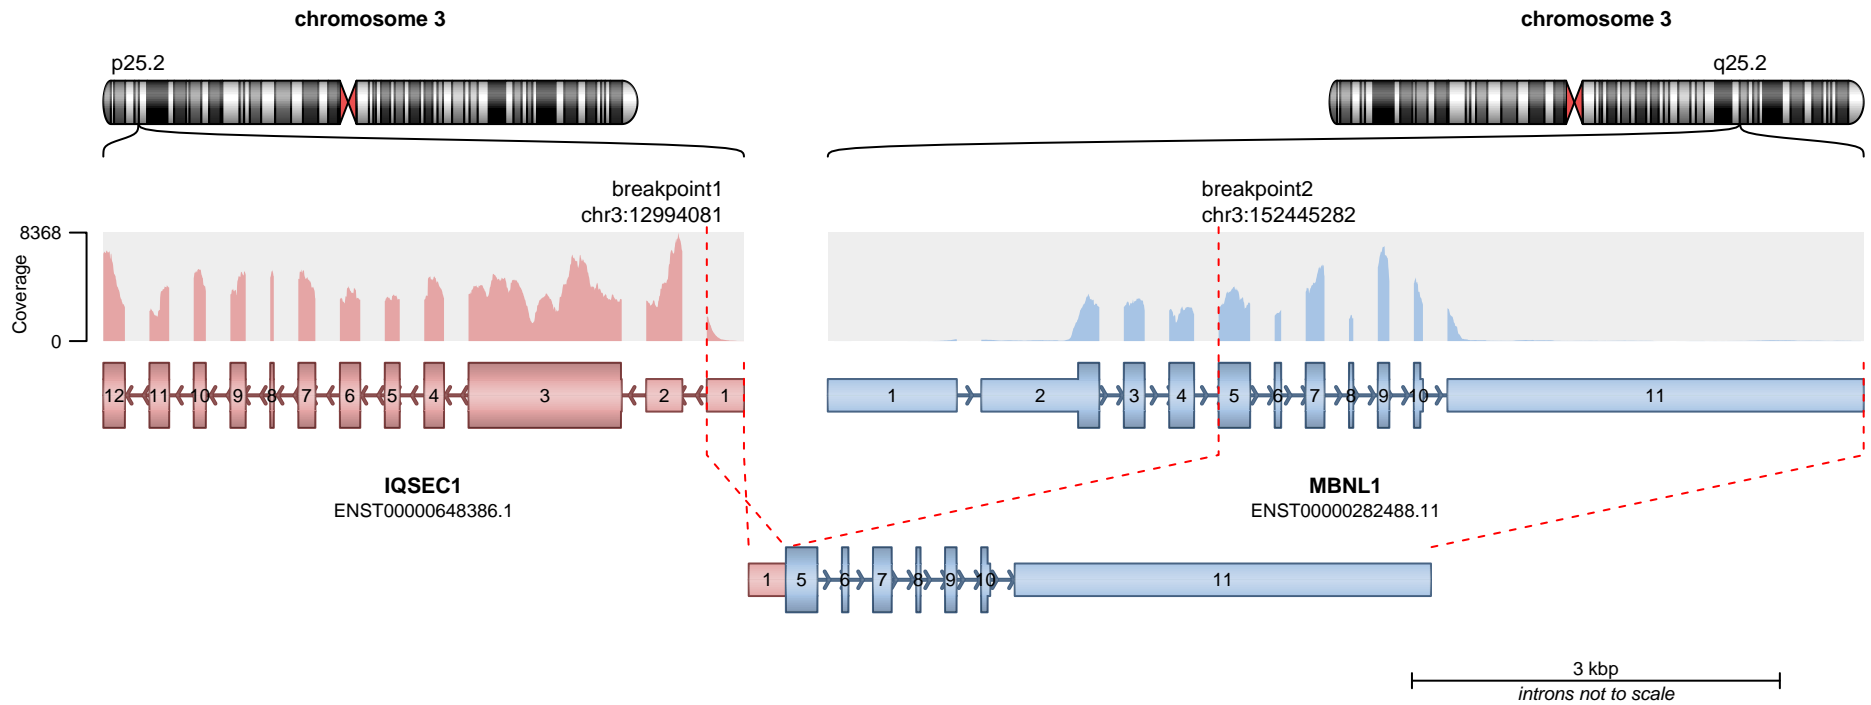 chromosome 3
chromosome 3
p25.2
q25.2
breakpoint1
chr3:12994081
breakpoint2
chr3:152445282
8368
Coverage
0
12 11 10 9 8 7 6 5 4 3 2 1
1 2 3 4 5 6 7 8 9 10 11
IQSEC1
ENST00000648386.1
MBNL1
ENST00000282488.11
1 5 6 7 8 9 10 11
3 kbp
introns not to scale